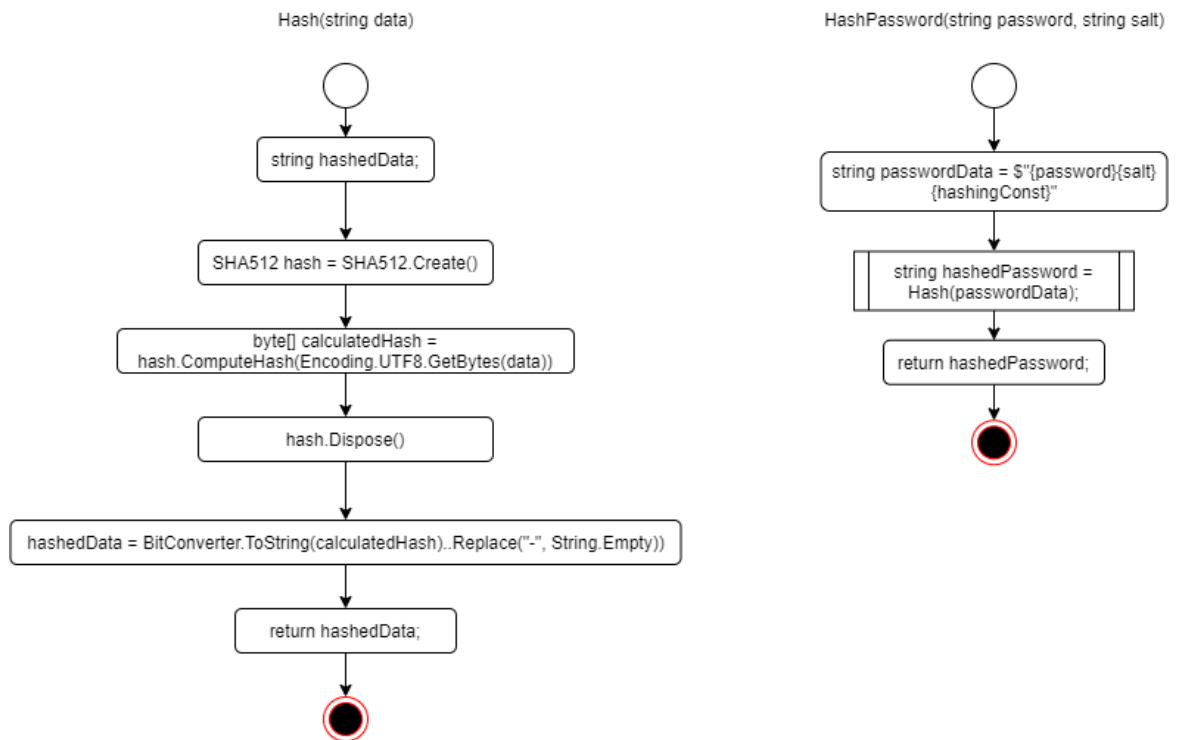 Hash(string data)
string hashedData;
SHA512 hash = SHA512.Create()
byte[] calculatedHash =
hash.ComputeHash(Encoding.UTF8.GetBytes(data))
hash.Dispose()
hashedData = BitConverter.ToString(calculatedHash)..Replace("-", String.Empty))
return hashedData;
HashPassword(string password, string salt)
string passwordData = $"{password}{salt}
{hashingConst}"
string hashedPassword =
Hash(passwordData);
return hashedPassword;